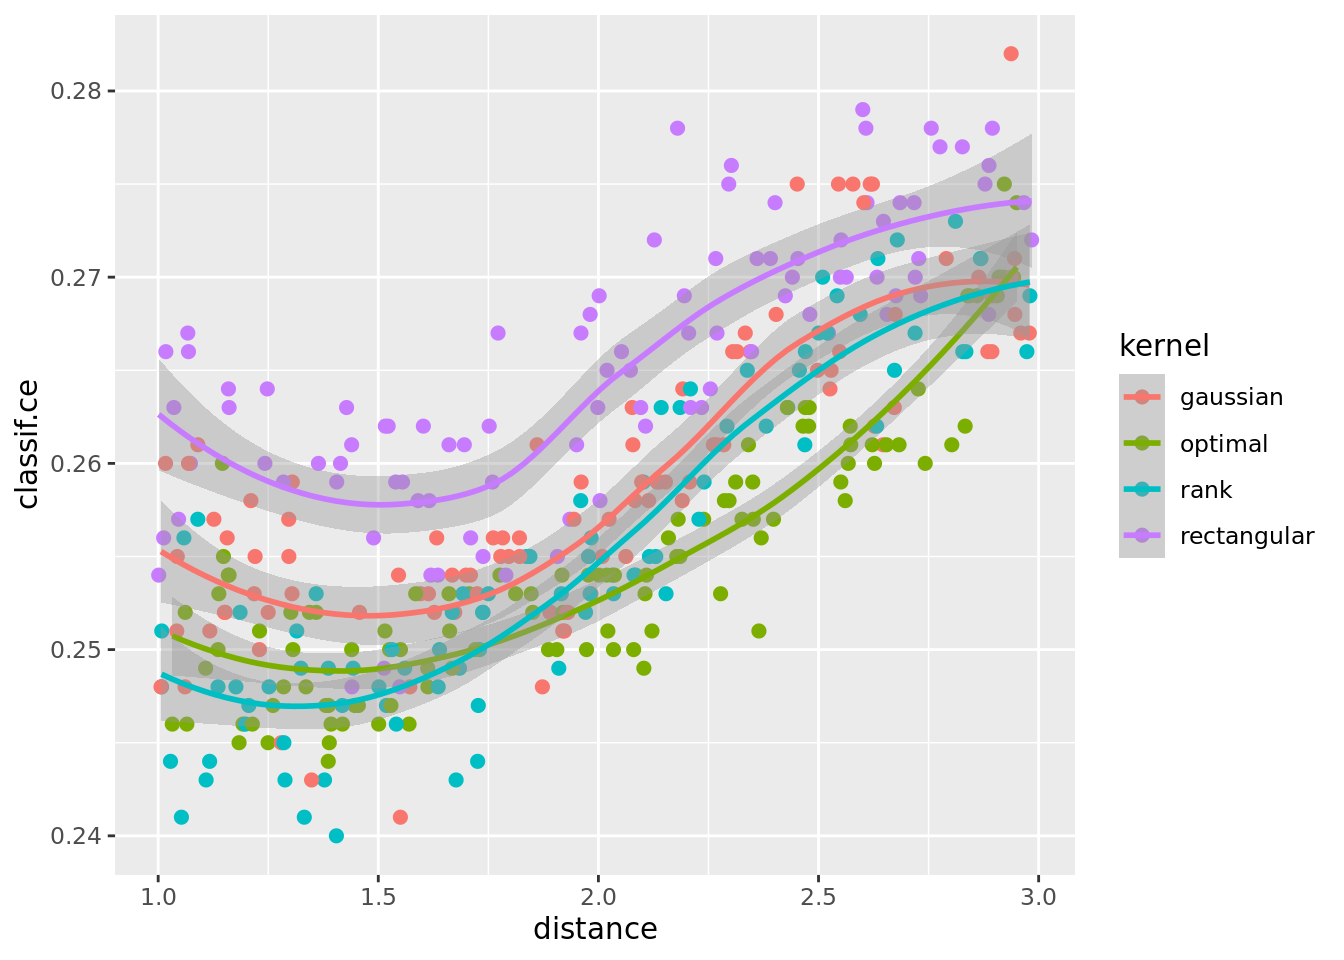 classif.ce
0.28
0.27
0.26
0.25
0.24
1.0 1.5 2.0 2.5 3.0
distance
kernel
gaussian
optimal
rank
rectangular